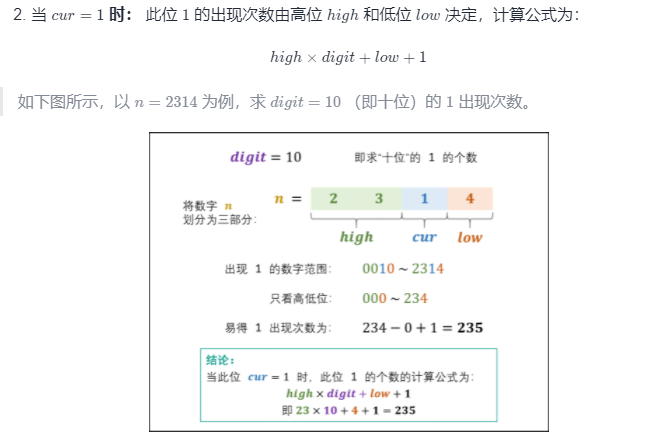 2. 当 cur = 1 时： 此位 1 的出现次数由高位 high 和低位 low 决定，计算公式为：
high × digit + low + 1
如下图所示，以 n = 2314 为例，求 digit = 10 （即十位）的 1 出现次数。
digit = 10 即求"十位"的 1 的个数
将数字 n
划分为三部分:
n = 2 3 1 4
high cur low
出现 1 的数字范围: 0010 ~ 2314
只看高低位: 000 ~ 234
易得 1 出现次数为: 234 − 0 + 1 = 235
结论:
当此位 cur = 1 时，此位 1 的个数的计算公式为:
high × digit + low + 1
即 23 × 10 + 4 + 1 = 235